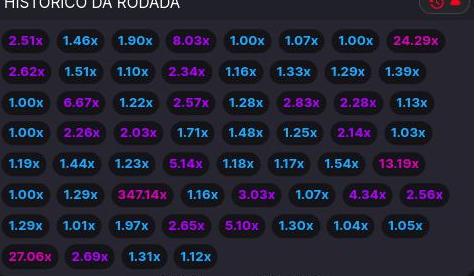 HISTÓRICO DA RODADA
2.51x 1.46x 1.90x 8.03x 1.00x 1.07x 1.00x 24.29x
2.62x 1.51x 1.10x 2.34x 1.16x 1.33x 1.29x 1.39x
1.00x 6.67x 1.22x 2.57x 1.28x 2.83x 2.28x 1.13x
1.00x 2.26x 2.03x 1.71x 1.48x 1.25x 2.14x 1.03x
1.19x 1.44x 1.23x 5.14x 1.18x 1.17x 1.54x 13.19x
1.00x 1.29x 347.14x 1.16x 3.03x 1.07x 4.34x 2.56x
1.29x 1.01x 1.97x 2.65x 5.10x 1.30x 1.04x 1.05x
27.06x 2.69x 1.31x 1.12x